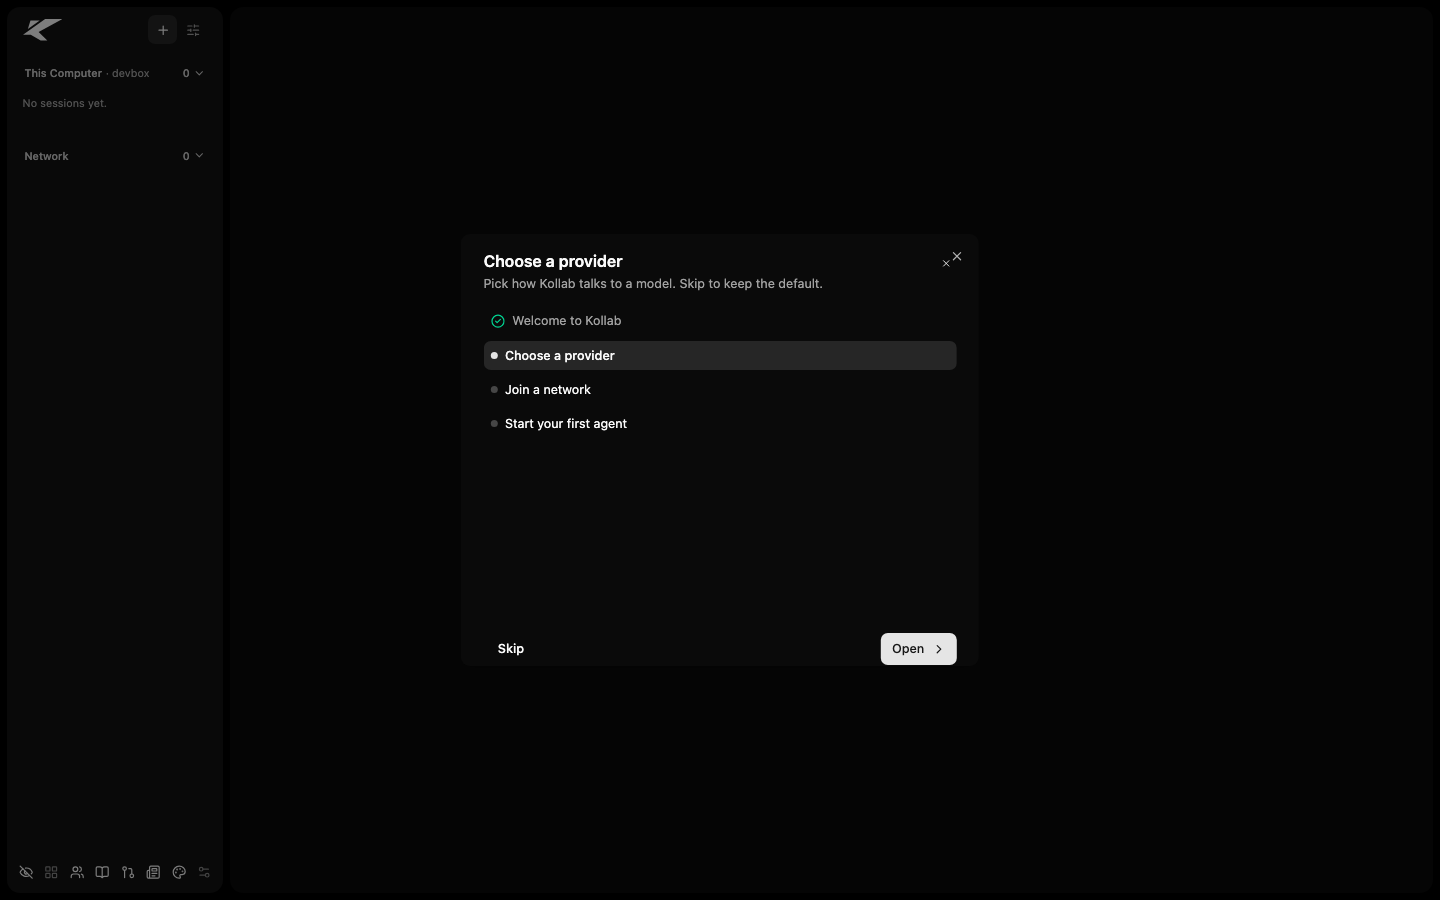 This Computer · devbox 0
No sessions yet.
Network 0
Choose a provider
Pick how Kollab talks to a model. Skip to keep the default.
Welcome to Kollab
Choose a provider
Join a network
Start your first agent
Skip
Open